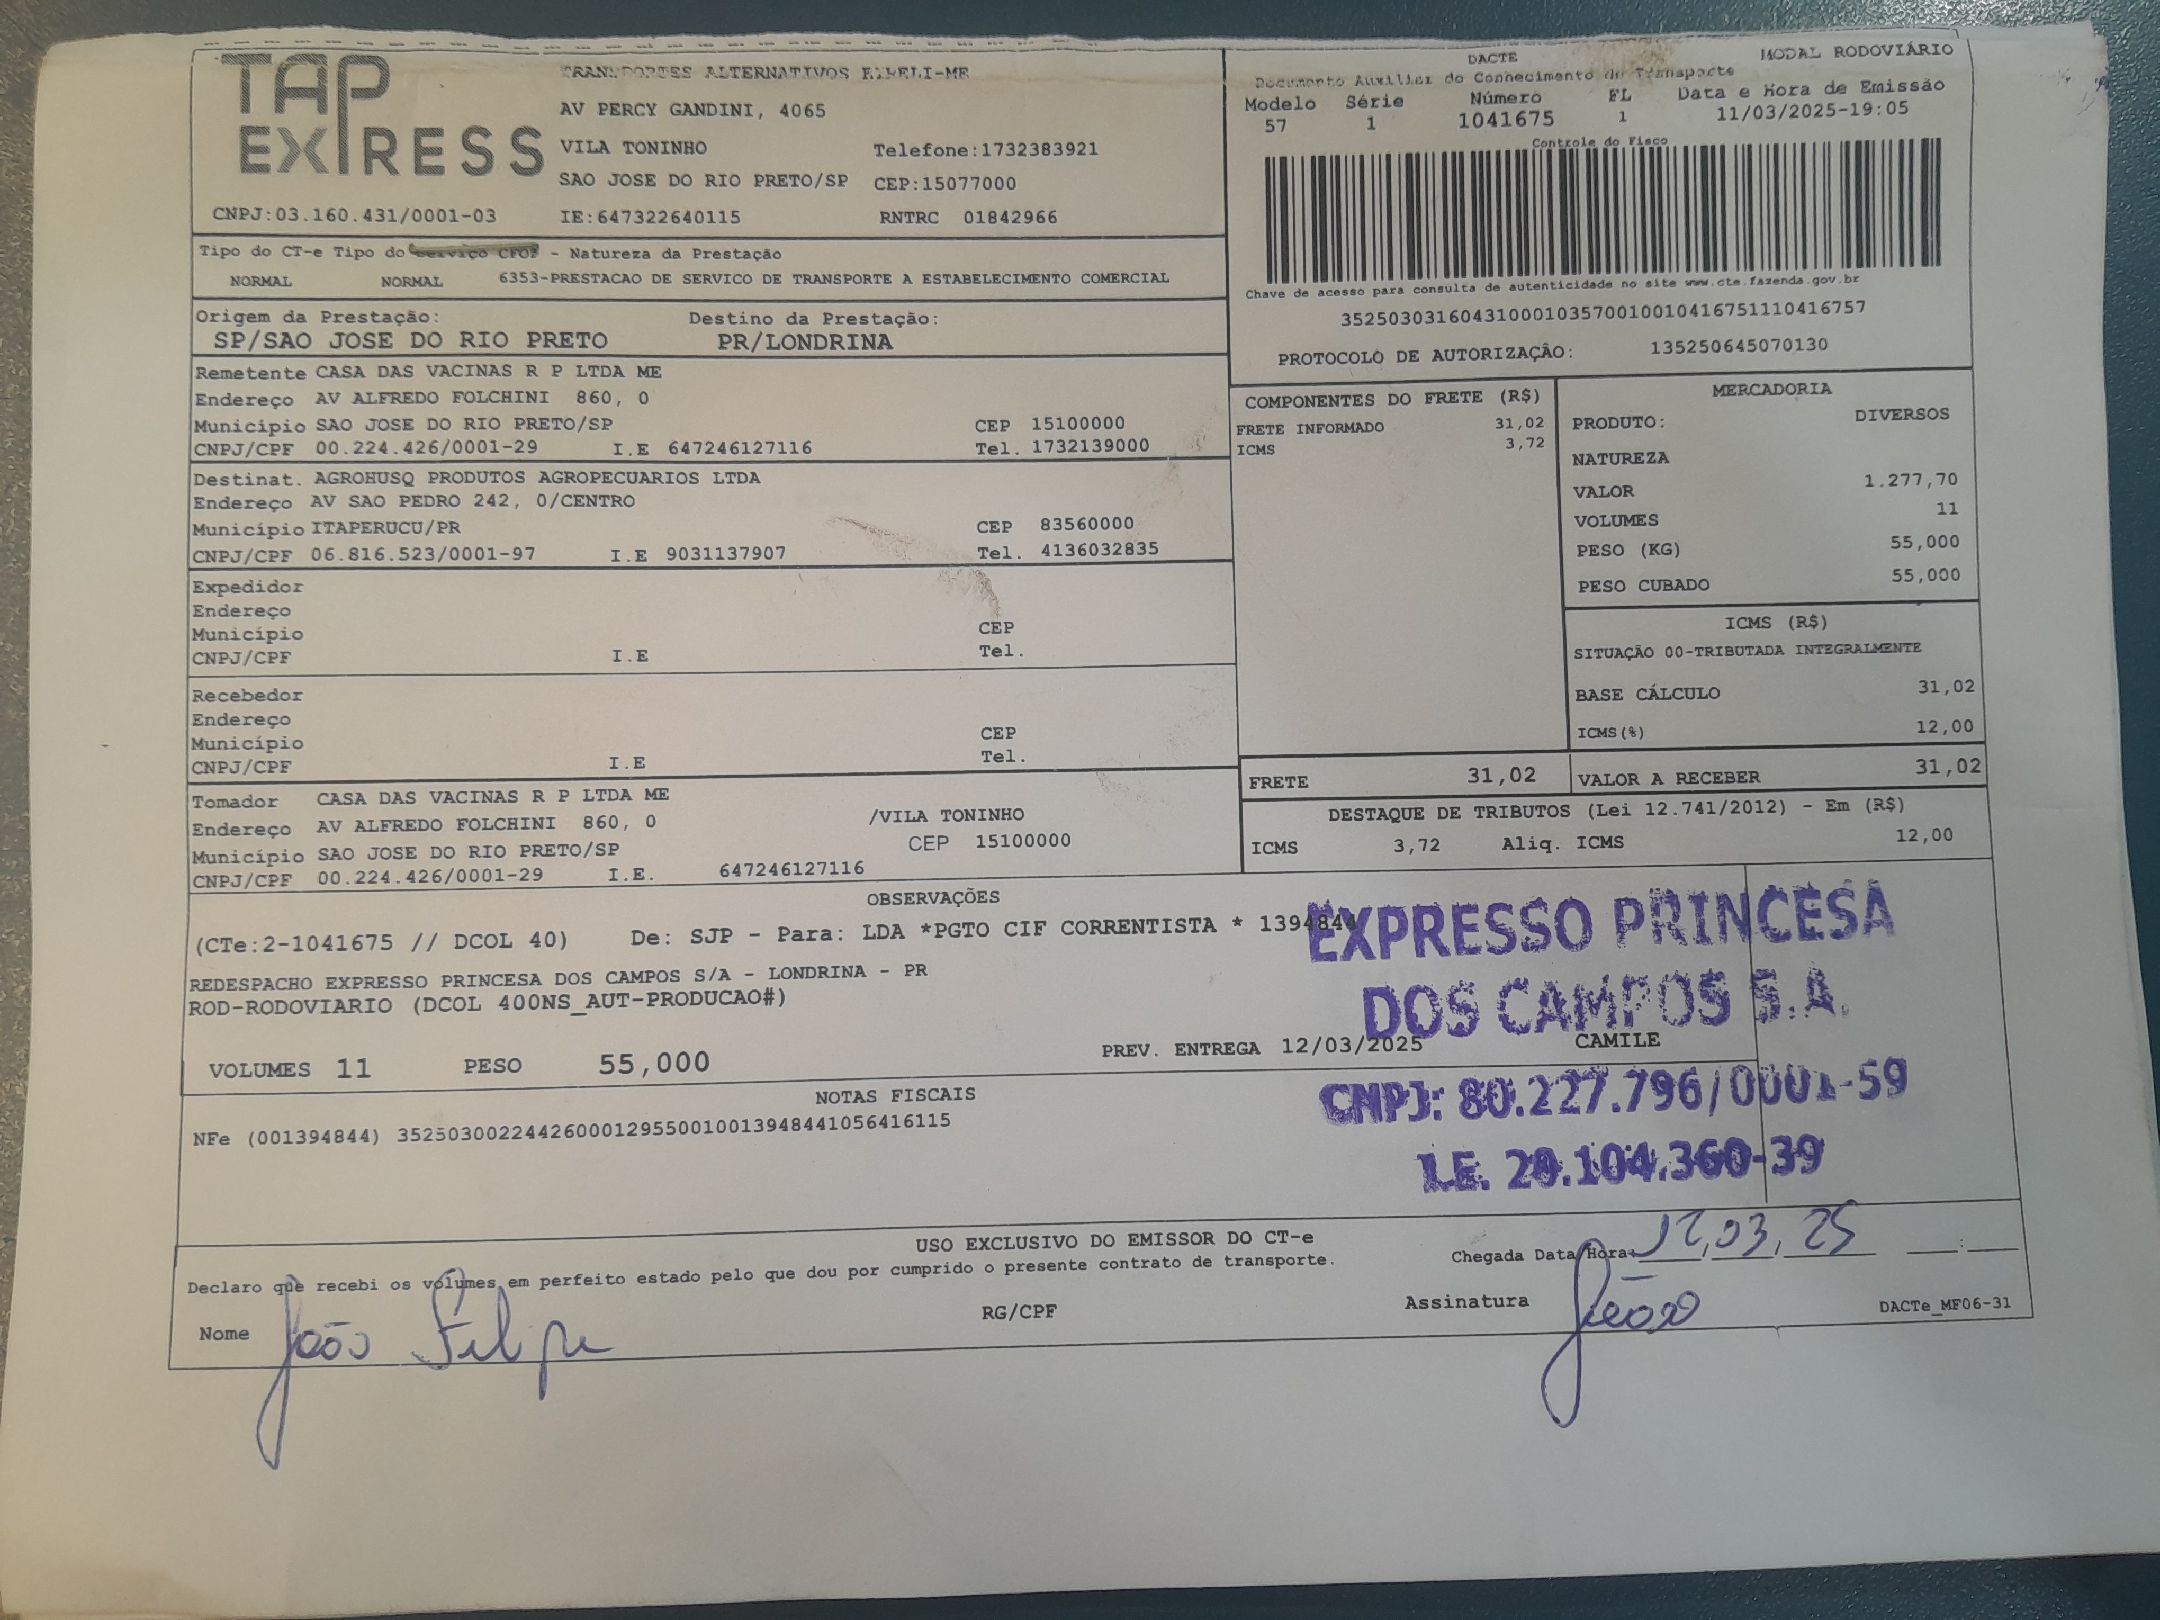 TAP EXPRESS
TRANSPORTES ALTERNATIVOS EIRELI-ME
AV PERCY GANDINI, 4065
VILA TONINHO Telefone:1732383921
SAO JOSE DO RIO PRETO/SP CEP:15077000
CNPJ:03.160.431/0001-03 IE:647322640115 RNTRC 01842966
DACTE MODAL RODOVIÁRIO
Documento Auxiliar do Conhecimento de Transporte
Modelo Série Número FL Data e Hora de Emissão
57 1 1041675 1 11/03/2025-19:05
Controle do Fisco
Chave de acesso para consulta de autenticidade no site www.cte.fazenda.gov.br
35250303160431000103570010010416751110416757
PROTOCOLO DE AUTORIZAÇÃO: 135250645070130
Tipo do CT-e Tipo do serviço CFOP - Natureza da Prestação
NORMAL NORMAL 6353-PRESTACAO DE SERVICO DE TRANSPORTE A ESTABELECIMENTO COMERCIAL
Origem da Prestação: Destino da Prestação:
SP/SAO JOSE DO RIO PRETO PR/LONDRINA
Remetente CASA DAS VACINAS R P LTDA ME
Endereço AV ALFREDO FOLCHINI 860, 0
Municipio SAO JOSE DO RIO PRETO/SP CEP 15100000
CNPJ/CPF 00.224.426/0001-29 I.E 647246127116 Tel. 1732139000
Destinat. AGROHUSQ PRODUTOS AGROPECUARIOS LTDA
Endereço AV SAO PEDRO 242, 0/CENTRO
Município ITAPERUCU/PR CEP 83560000
CNPJ/CPF 06.816.523/0001-97 I.E 9031137907 Tel. 4136032835
Expedidor
Endereço
Município CEP
CNPJ/CPF I.E Tel.
Recebedor
Endereço
Município CEP
CNPJ/CPF I.E Tel.
Tomador CASA DAS VACINAS R P LTDA ME
Endereço AV ALFREDO FOLCHINI 860, 0 /VILA TONINHO
Município SAO JOSE DO RIO PRETO/SP CEP 15100000
CNPJ/CPF 00.224.426/0001-29 I.E. 647246127116
COMPONENTES DO FRETE (R$)
FRETE INFORMADO 31,02
ICMS 3,72
MERCADORIA
PRODUTO: DIVERSOS
NATUREZA
VALOR 1.277,70
VOLUMES 11
PESO (KG) 55,000
PESO CUBADO 55,000
ICMS (R$)
SITUAÇÃO 00-TRIBUTADA INTEGRALMENTE
BASE CÁLCULO 31,02
ICMS(%) 12,00
FRETE 31,02 VALOR A RECEBER 31,02
DESTAQUE DE TRIBUTOS (Lei 12.741/2012) - Em (R$)
ICMS 3,72 Aliq. ICMS 12,00
OBSERVAÇÕES
(CTe:2-1041675 // DCOL 40) De: SJP - Para: LDA *PGTO CIF CORRENTISTA * 1394844
REDESPACHO EXPRESSO PRINCESA DOS CAMPOS S/A - LONDRINA - PR
ROD-RODOVIARIO (DCOL 400NS_AUT-PRODUCAO#)
EXPRESSO PRINCESA
DOS CAMPOS S.A.
PREV. ENTREGA 12/03/2025 CAMILE
VOLUMES 11 PESO 55,000
CNPJ: 80.227.796/0001-59
I.E. 20.104.360-39
NOTAS FISCAIS
NFe (001394844) 35250300224426000129550010013948441056416115
USO EXCLUSIVO DO EMISSOR DO CT-e
Chegada Data/Hora: 12,03,25 :
Declaro que recebi os volumes em perfeito estado pelo que dou por cumprido o presente contrato de transporte.
Nome João Felipe RG/CPF Assinatura João DACTe_MF06-31